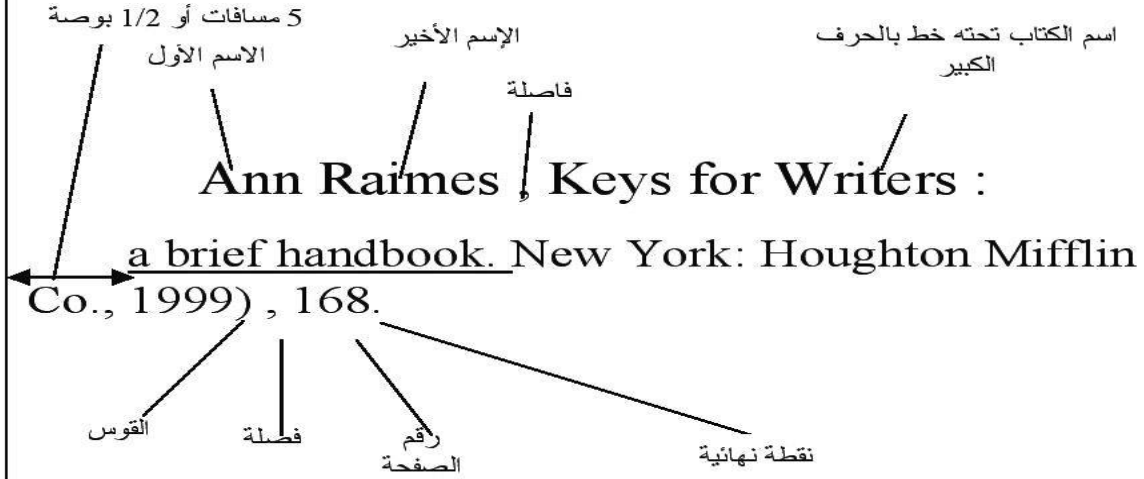 5 مسافات أو 1/2 بوصة
الاسم الأول
الإسم الأخير
فاصلة
اسم الكتاب تحته خط بالحرف
الكبير
Ann Raimes , Keys for Writers :
a brief handbook. New York: Houghton Mifflin
Co., 1999) , 168.
القوس
فضلة
رقم
الصفحة
نقطة نهائية